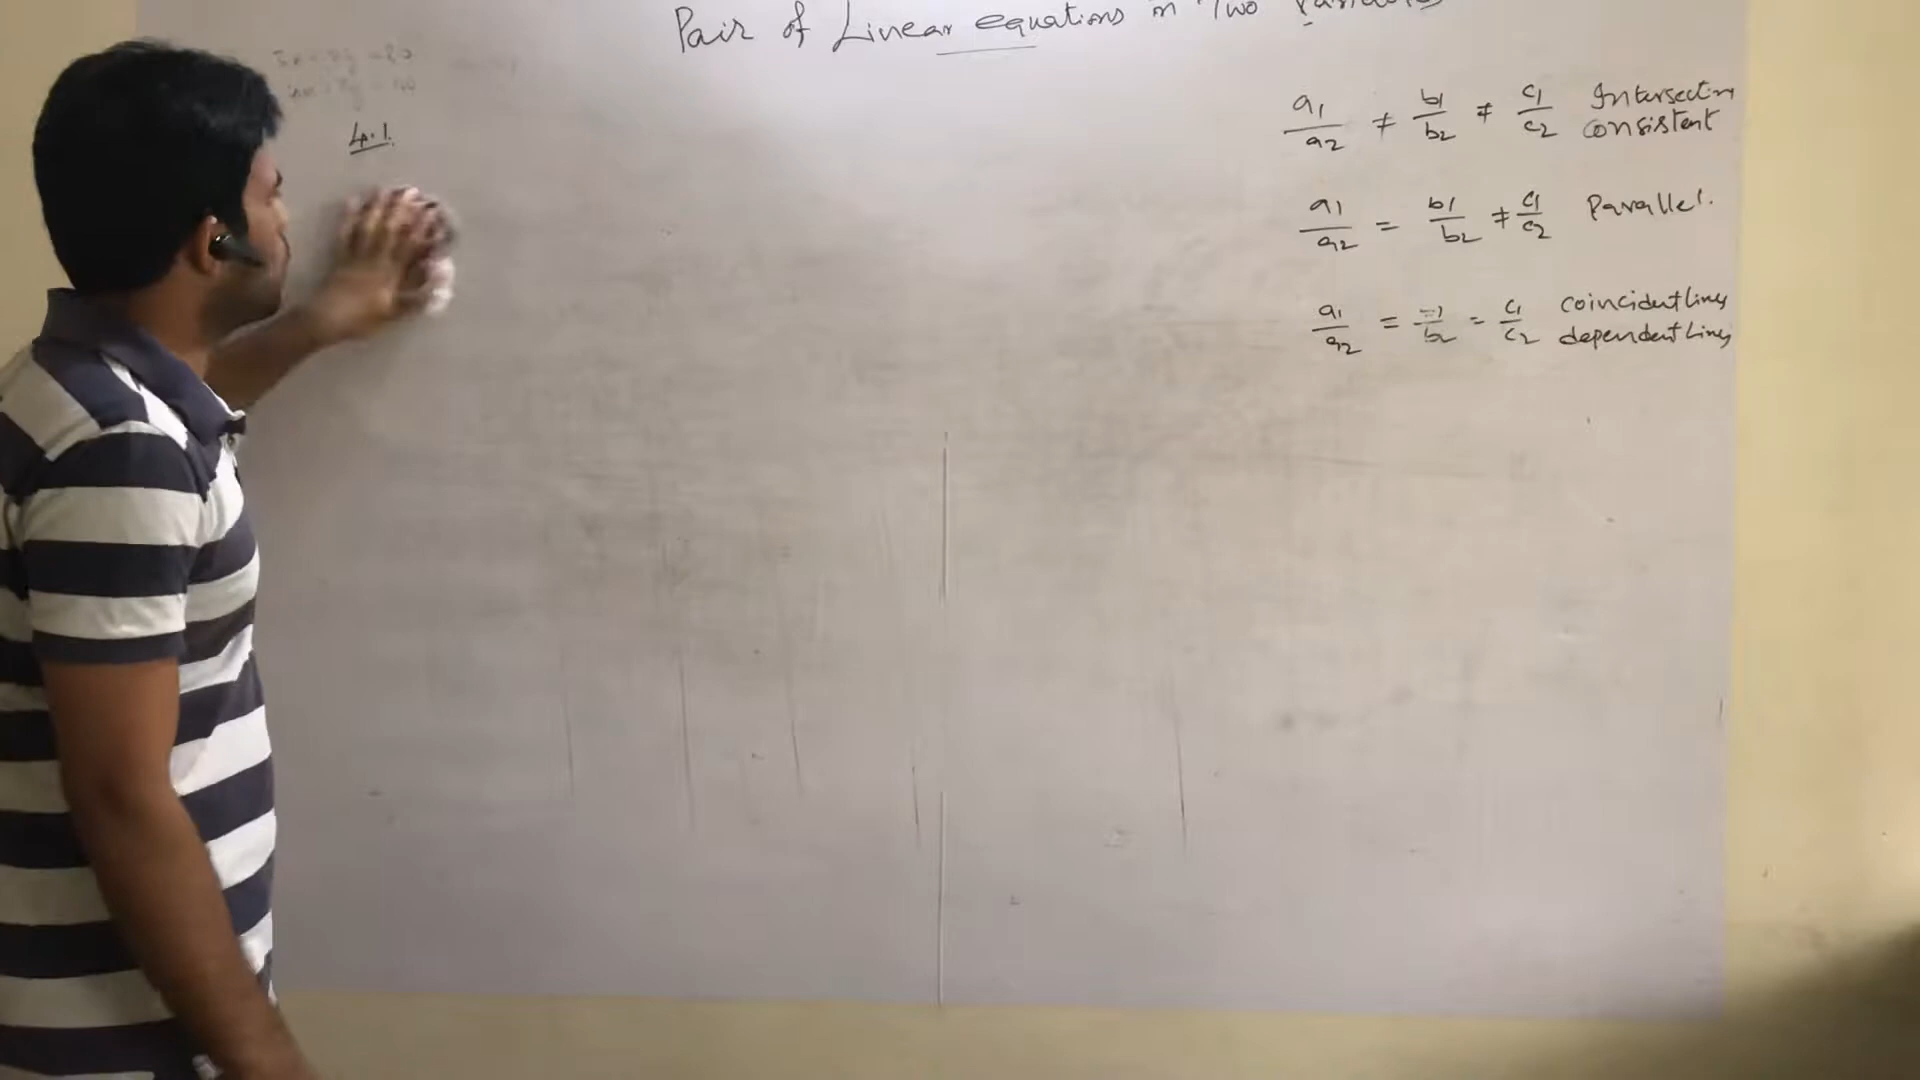 Pair of Linear equations in Two Variables
4.1.
a1/a2 ≠ b1/b2 ≠ c1/c2 Intersecting
consistent
a1/a2 = b1/b2 ≠ c1/c2 Parallel.
a1/a2 = b1/b2 = c1/c2 coincident lines
dependent lines